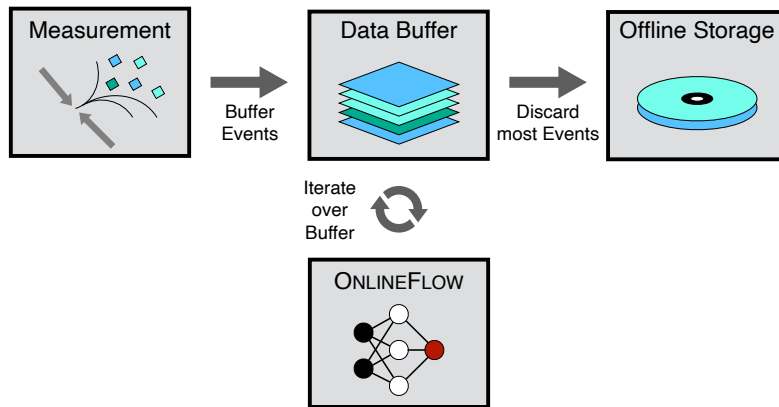 Measurement
Buffer
Events
Data Buffer
Discard
most Events
Offline Storage
Iterate
over
Buffer
ONLINEFLOW